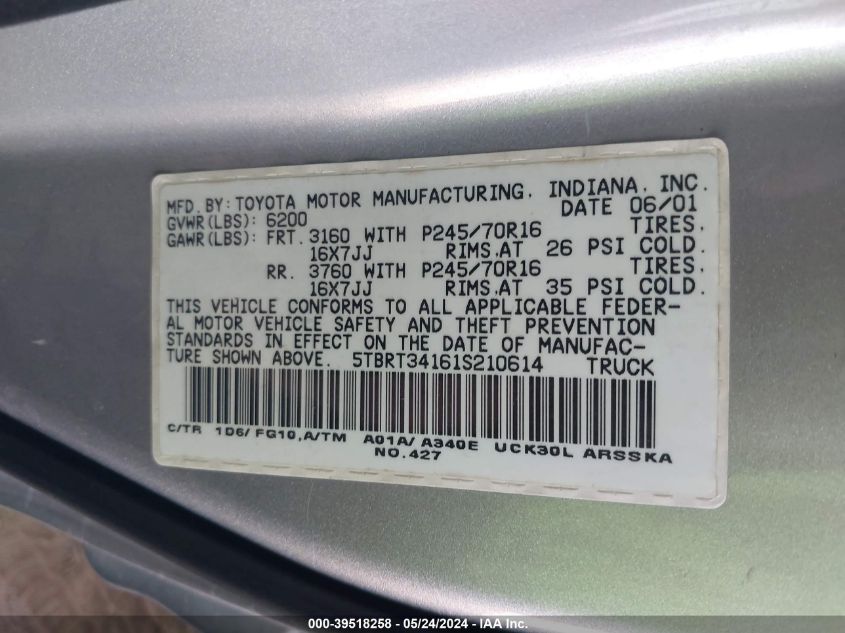 MFD. BY: TOYOTA MOTOR MANUFACTURING, INDIANA, INC.
GVWR(LBS): 6200 DATE 06/01
GAWR(LBS): FRT. 3160 WITH P245/70R16 TIRES,
16X7JJ RIMS,AT 26 PSI COLD.
RR. 3760 WITH P245/70R16 TIRES,
16X7JJ RIMS,AT 35 PSI COLD.
THIS VEHICLE CONFORMS TO ALL APPLICABLE FEDER-
AL MOTOR VEHICLE SAFETY AND THEFT PREVENTION
STANDARDS IN EFFECT ON THE DATE OF MANUFAC-
TURE SHOWN ABOVE. 5TBRT34161S210614 TRUCK
C/TR 1D6/FG10,A/TM A01A/A340E UCK30L ARSSKA
NO.427
000-39518258 - 05/24/2024 - IAA Inc.